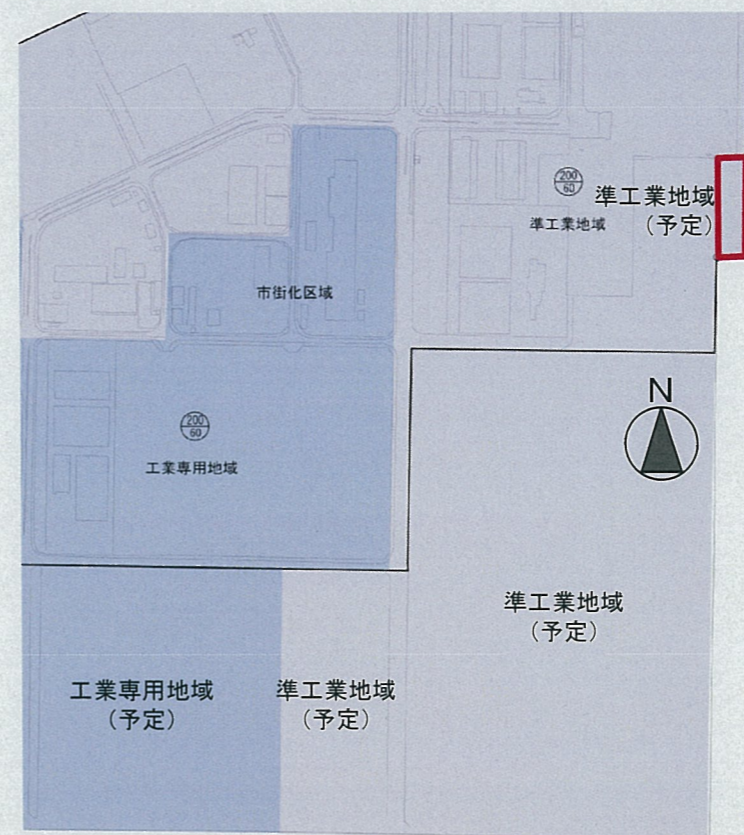 200
60
準工業地域
準工業地域
(予定)
市街化区域
N
200
60
工業専用地域
準工業地域
(予定)
工業専用地域
(予定)
準工業地域
(予定)